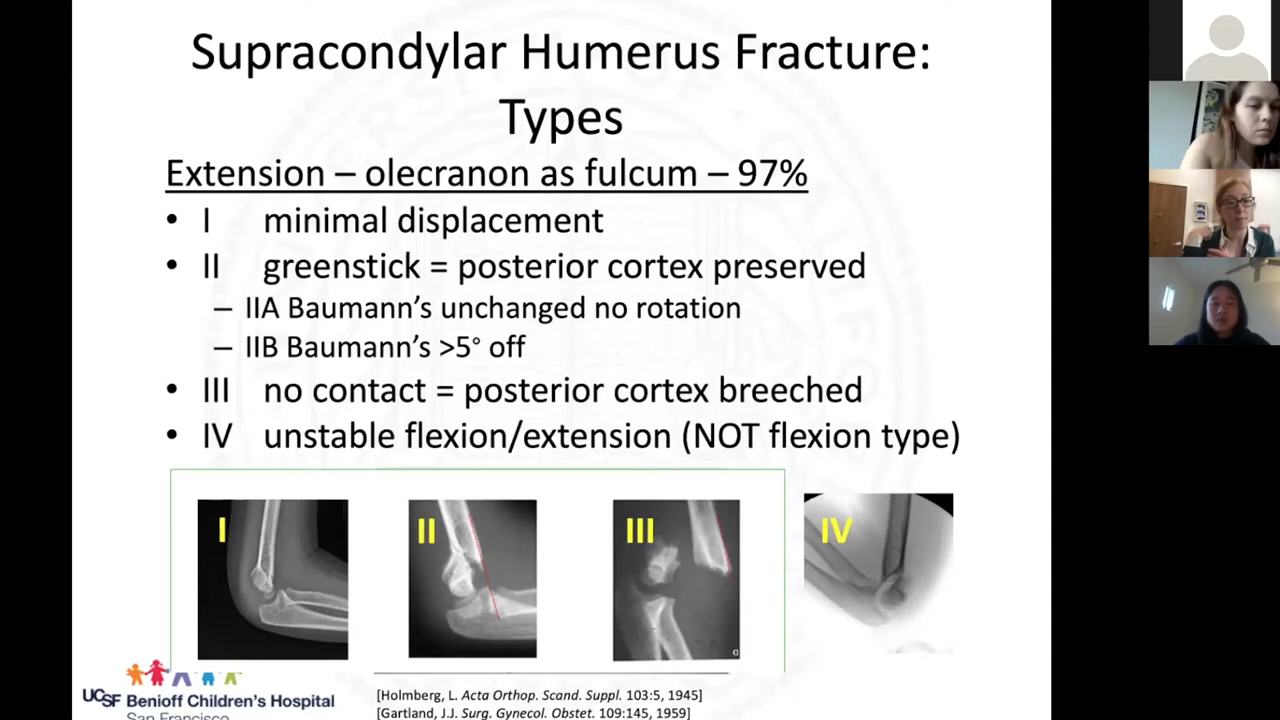 Supracondylar Humerus Fracture:
Types
Extension – olecranon as fulcum – 97%
• I minimal displacement
• II greenstick = posterior cortex preserved
– IIA Baumann's unchanged no rotation
– IIB Baumann's >5° off
• III no contact = posterior cortex breeched
• IV unstable flexion/extension (NOT flexion type)
I II III IV
UCSF Benioff Children's Hospital
San Francisco
[Holmberg, L. Acta Orthop. Scand. Suppl. 103:5, 1945]
[Gartland, J.J. Surg. Gynecol. Obstet. 109:145, 1959]